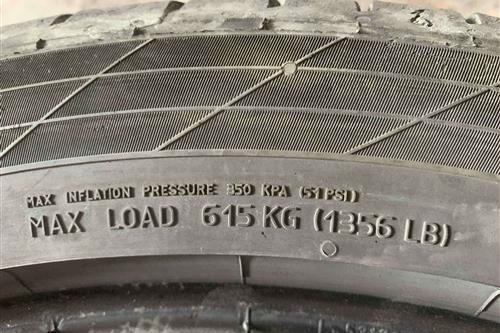 MAX INFLATION PRESSURE 350 KPA (51 PSI)
MAX LOAD 615 KG (1356 LB)